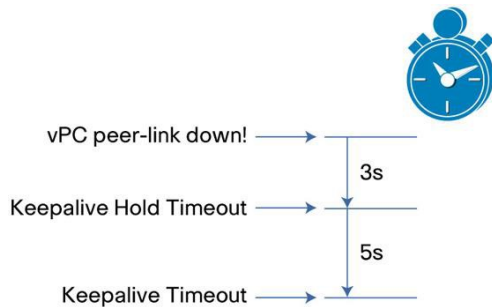 vPC peer-link down!
3s
Keepalive Hold Timeout
5s
Keepalive Timeout